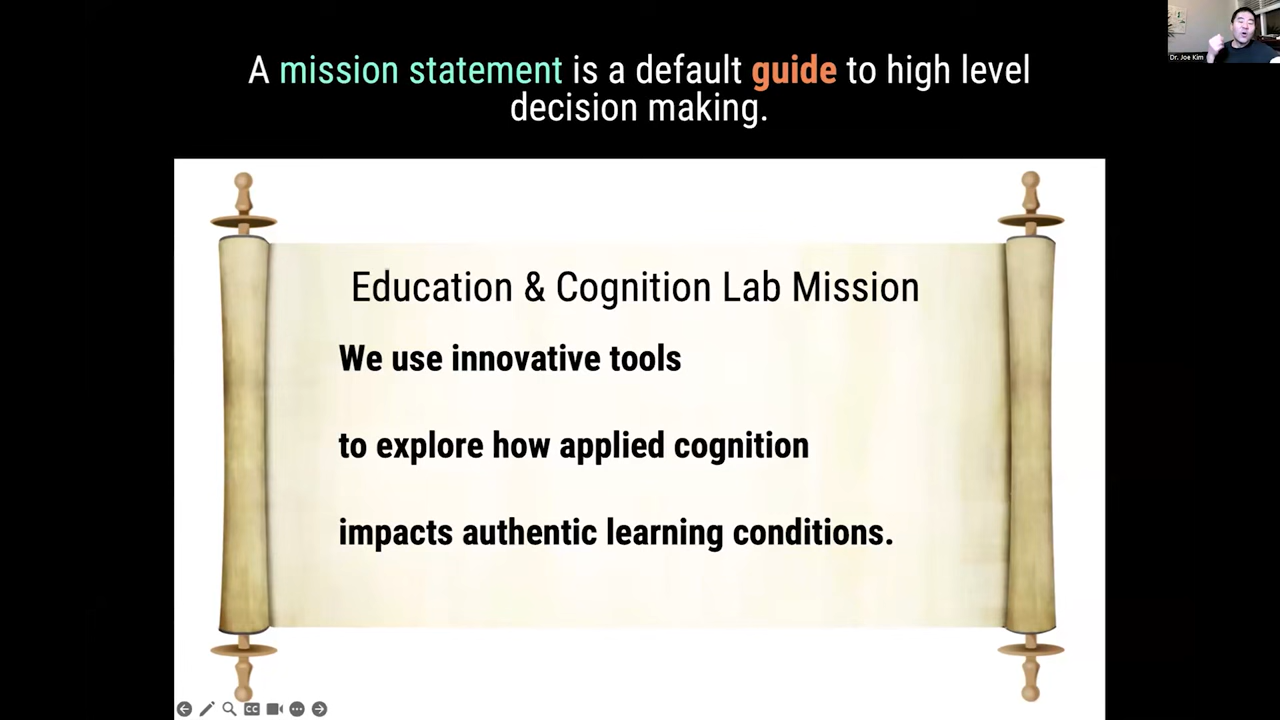 A mission statement is a default guide to high level
decision making.
Dr. Joe Kim
Education & Cognition Lab Mission
We use innovative tools
to explore how applied cognition
impacts authentic learning conditions.
CC